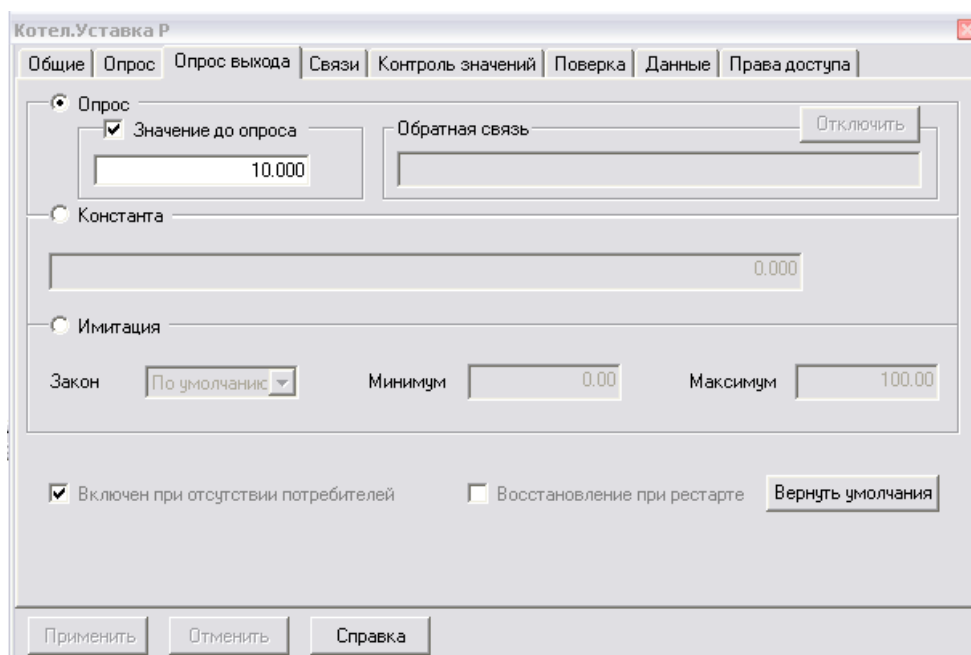 Котел.Уставка Р
Общие Опрос Опрос выхода Связи Контроль значений Поверка Данные Права доступа
Опрос
Значение до опроса
10.000
Обратная связь
Отключить
Константа
0.000
Имитация
Закон По умолчанию Минимум 0.00 Максимум 100.00
Включен при отсутствии потребителей Восстановление при рестарте Вернуть умолчания
Применить Отменить Справка